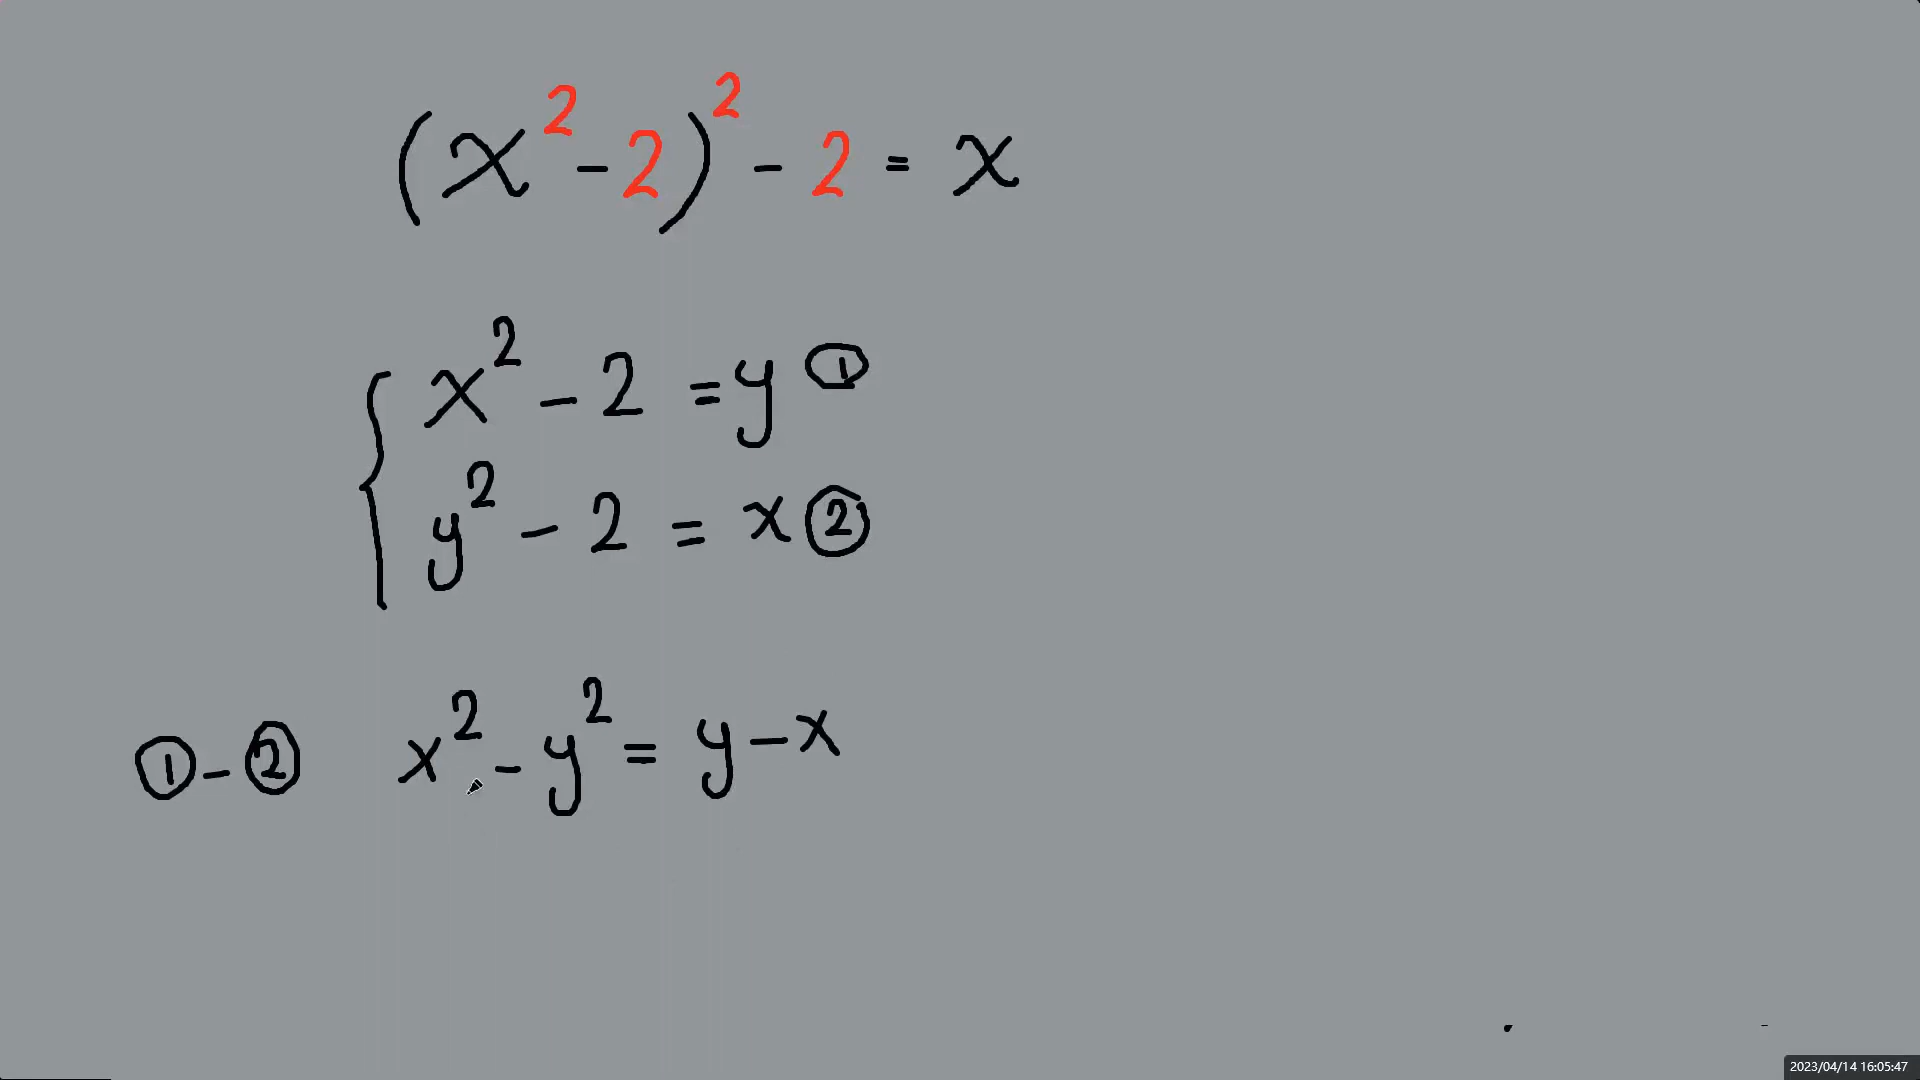 (x² - 2)² - 2 = x
x² - 2 = y ①
y² - 2 = x ②
① - ② x² - y² = y - x
2023/04/14 16:05:47